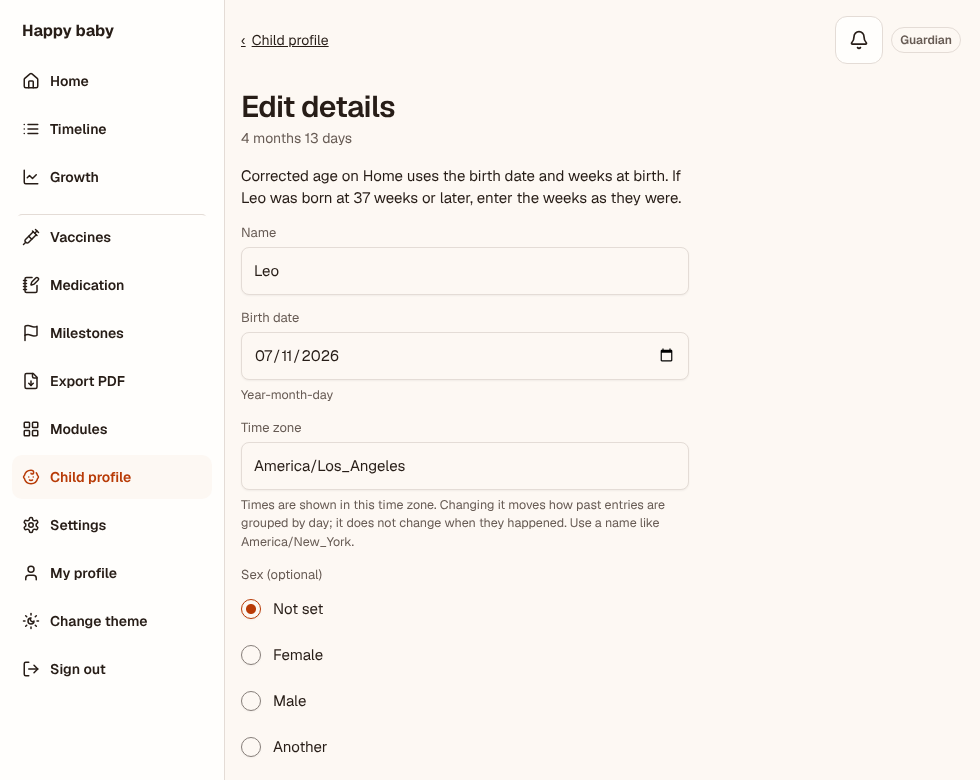 Happy baby
Home
Timeline
Growth
Vaccines
Medication
Milestones
Export PDF
Modules
Child profile
Settings
My profile
Change theme
Sign out
‹ Child profile
Guardian
Edit details
4 months 13 days
Corrected age on Home uses the birth date and weeks at birth. If
Leo was born at 37 weeks or later, enter the weeks as they were.
Name
Leo
Birth date
07/11/2026
Year-month-day
Time zone
America/Los_Angeles
Times are shown in this time zone. Changing it moves how past entries are
grouped by day; it does not change when they happened. Use a name like
America/New_York.
Sex (optional)
Not set
Female
Male
Another